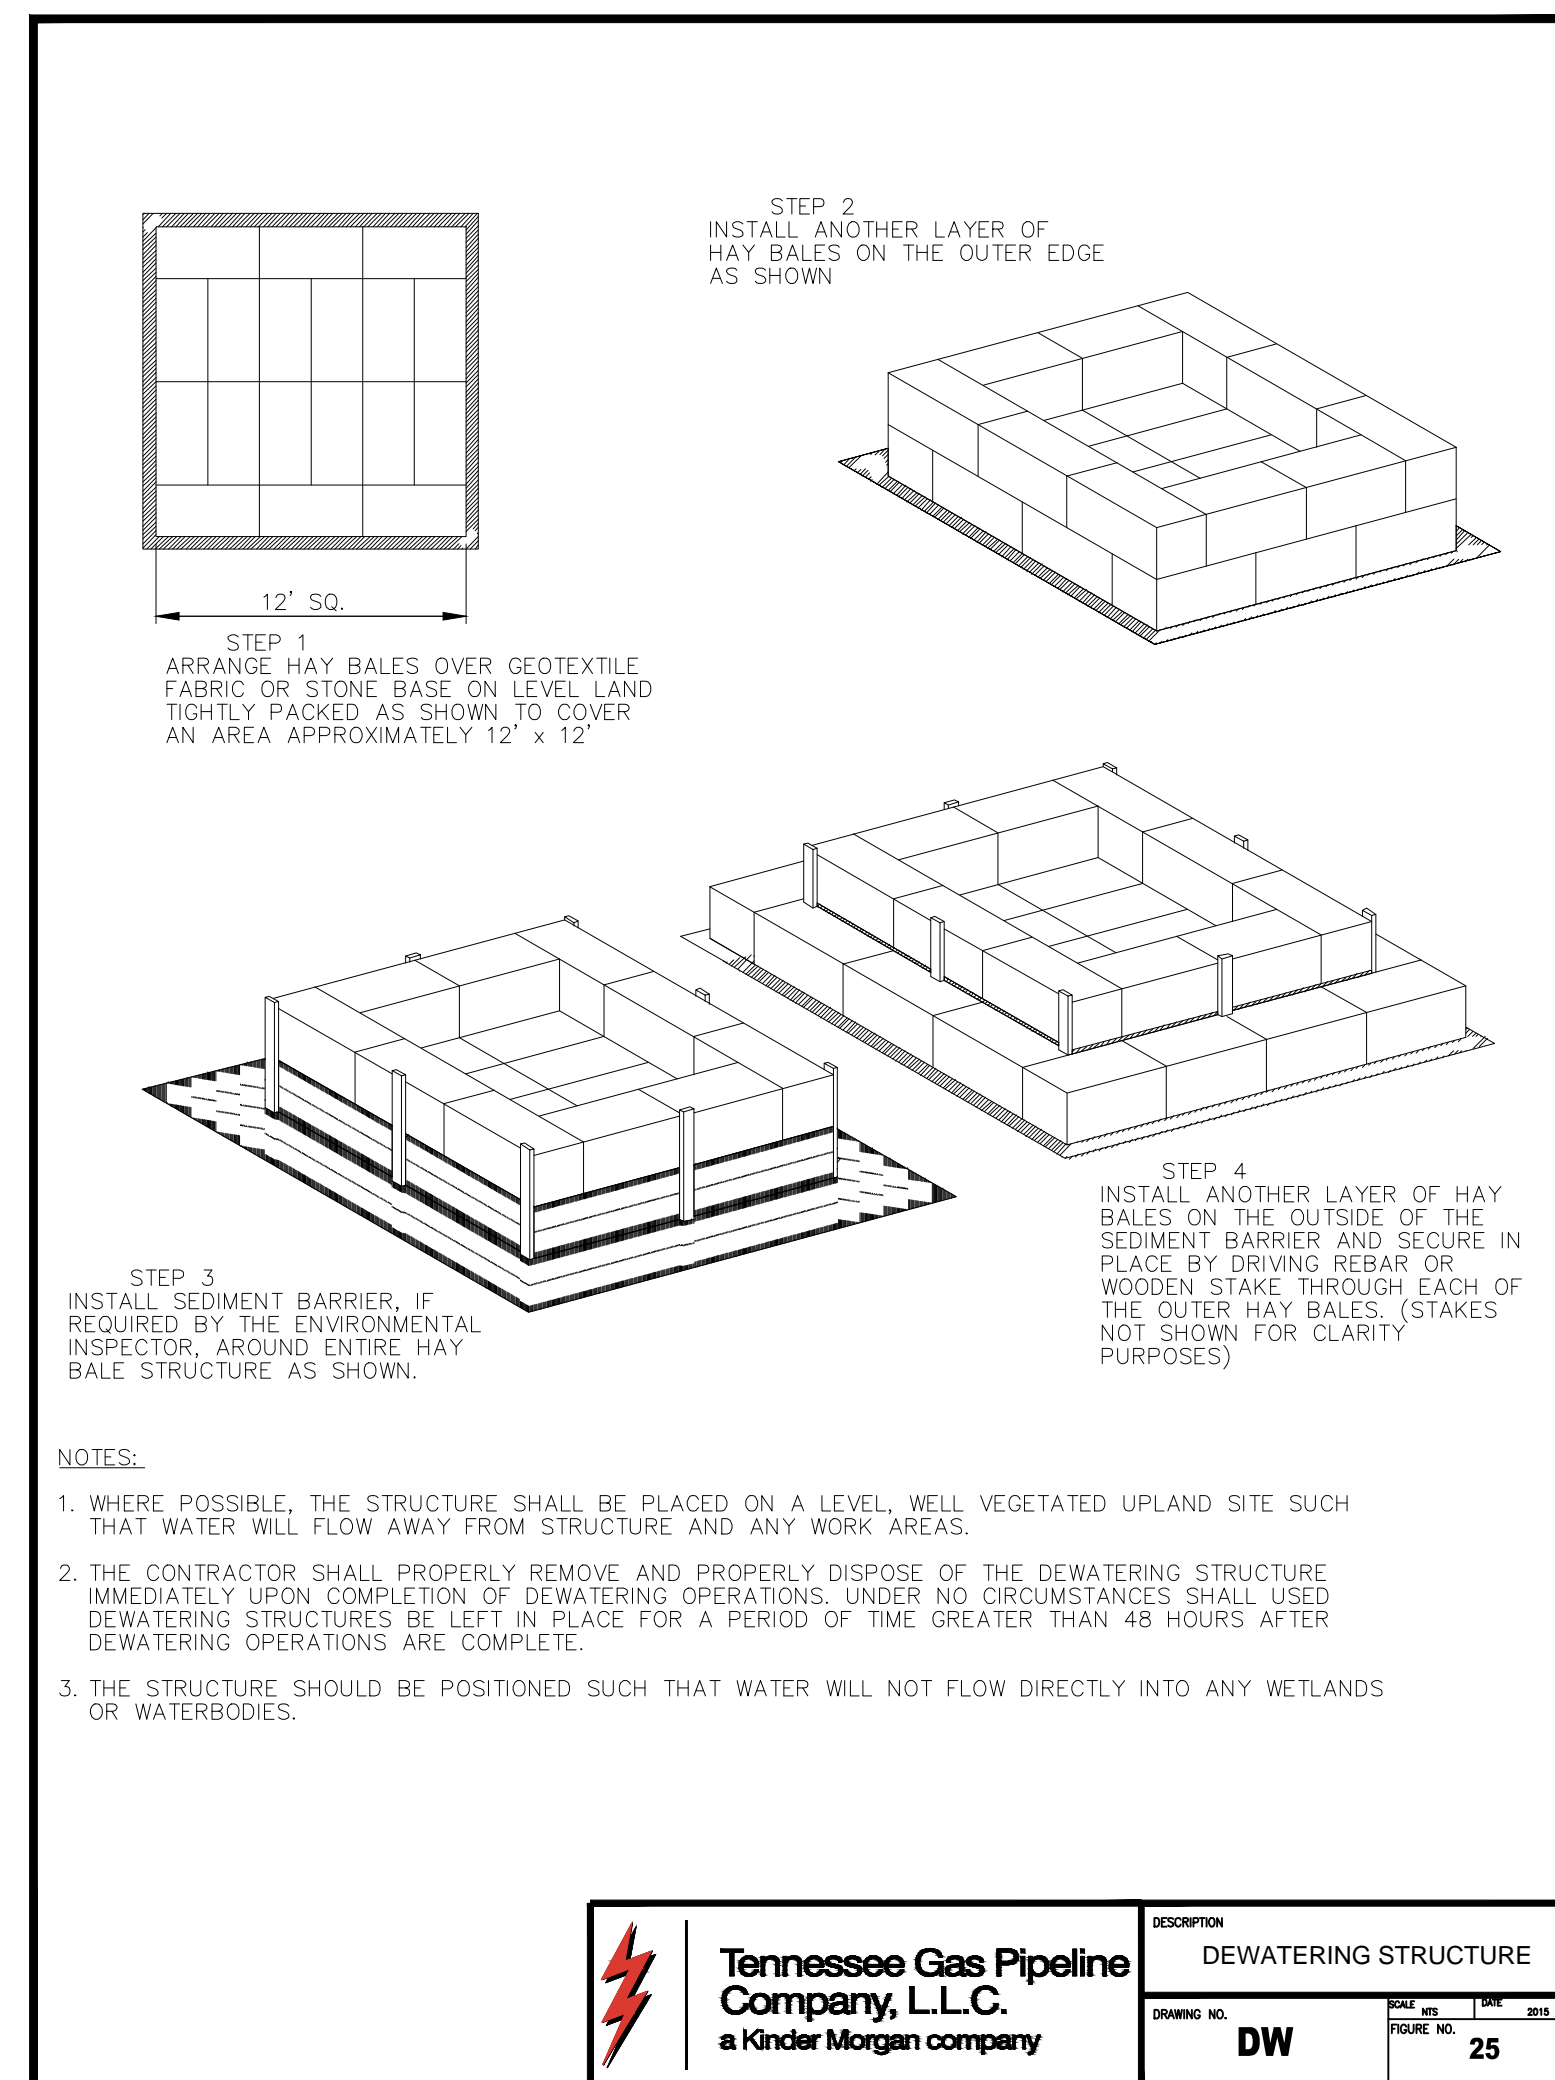 STEP 2
INSTALL ANOTHER LAYER OF
HAY BALES ON THE OUTER EDGE
AS SHOWN
12' SQ.
STEP 1
ARRANGE HAY BALES OVER GEOTEXTILE
FABRIC OR STONE BASE ON LEVEL LAND
TIGHTLY PACKED AS SHOWN TO COVER
AN AREA APPROXIMATELY 12' x 12'
STEP 3
INSTALL SEDIMENT BARRIER, IF
REQUIRED BY THE ENVIRONMENTAL
INSPECTOR, AROUND ENTIRE HAY
BALE STRUCTURE AS SHOWN.
STEP 4
INSTALL ANOTHER LAYER OF HAY
BALES ON THE OUTSIDE OF THE
SEDIMENT BARRIER AND SECURE IN
PLACE BY DRIVING REBAR OR
WOODEN STAKE THROUGH EACH OF
THE OUTER HAY BALES. (STAKES
NOT SHOWN FOR CLARITY
PURPOSES)
NOTES:
1. WHERE POSSIBLE, THE STRUCTURE SHALL BE PLACED ON A LEVEL, WELL VEGETATED UPLAND SITE SUCH
THAT WATER WILL FLOW AWAY FROM STRUCTURE AND ANY WORK AREAS.
2. THE CONTRACTOR SHALL PROPERLY REMOVE AND PROPERLY DISPOSE OF THE DEWATERING STRUCTURE
IMMEDIATELY UPON COMPLETION OF DEWATERING OPERATIONS. UNDER NO CIRCUMSTANCES SHALL USED
DEWATERING STRUCTURES BE LEFT IN PLACE FOR A PERIOD OF TIME GREATER THAN 48 HOURS AFTER
DEWATERING OPERATIONS ARE COMPLETE.
3. THE STRUCTURE SHOULD BE POSITIONED SUCH THAT WATER WILL NOT FLOW DIRECTLY INTO ANY WETLANDS
OR WATERBODIES.
Tennessee Gas Pipeline
Company, L.L.C.
a Kinder Morgan company
DESCRIPTION
DEWATERING STRUCTURE
DRAWING NO.
DW
SCALE NTS
DATE 2015
FIGURE NO.
25